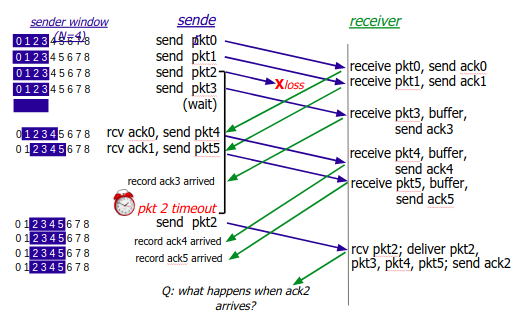 sender window
(N=4)
sende
receiver
0 1 2 3 4 5 6 7 8
send pkt0
0 1 2 3 4 5 6 7 8
send pkt1
0 1 2 3 4 5 6 7 8
send pkt2
0 1 2 3 4 5 6 7 8
send pkt3
(wait)
Xloss
receive pkt0, send ack0
receive pkt1, send ack1
receive pkt3, buffer,
send ack3
0 1 2 3 4 5 6 7 8
rcv ack0, send pkt4
0 1 2 3 4 5 6 7 8
rcv ack1, send pkt5
receive pkt4, buffer,
send ack4
receive pkt5, buffer,
send ack5
record ack3 arrived
pkt 2 timeout
0 1 2 3 4 5 6 7 8
send pkt2
0 1 2 3 4 5 6 7 8
record ack4 arrived
0 1 2 3 4 5 6 7 8
record ack5 arrived
0 1 2 3 4 5 6 7 8
rcv pkt2; deliver pkt2,
pkt3, pkt4, pkt5; send ack2
Q: what happens when ack2
arrives?